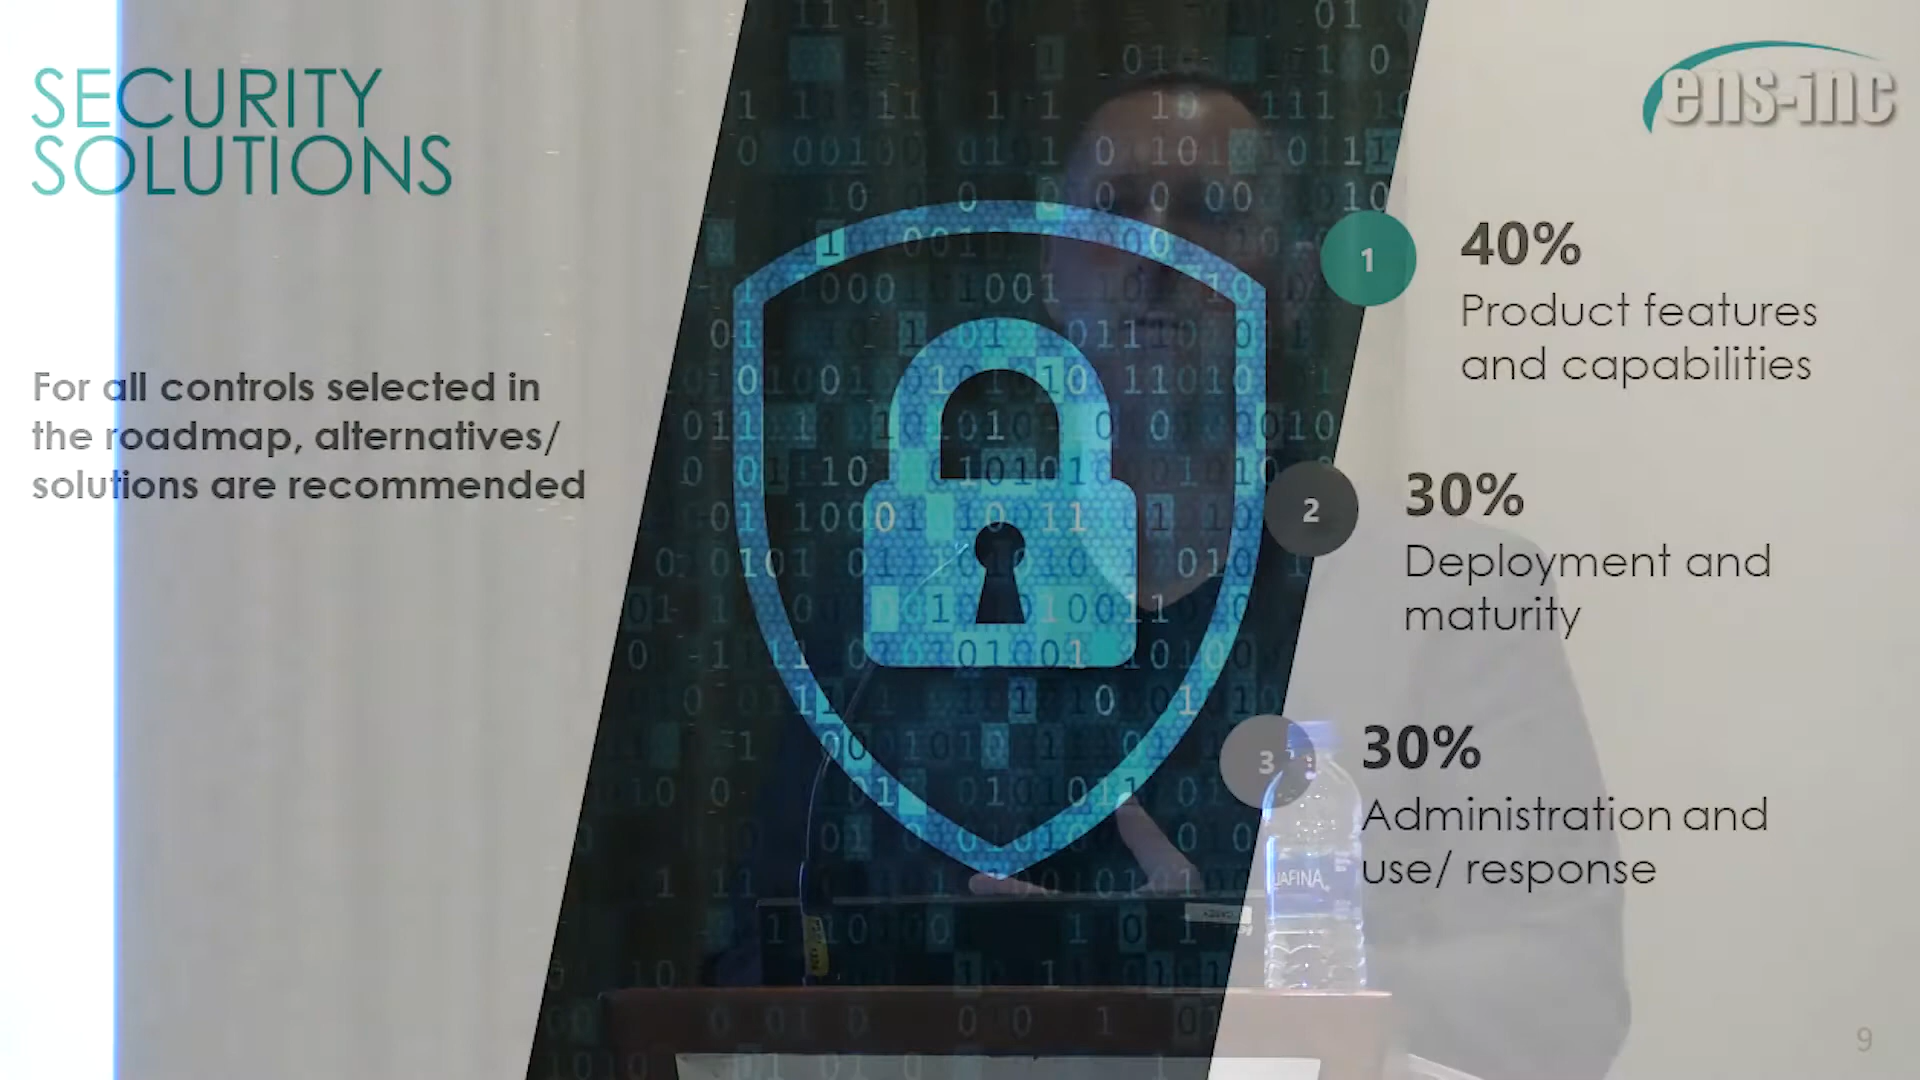 SECURITY
SOLUTIONS
For all controls selected in
the roadmap, alternatives/
solutions are recommended
ens-inc
1
40%
Product features
and capabilities
2
30%
Deployment and
maturity
3
30%
Administration and
use/ response
9